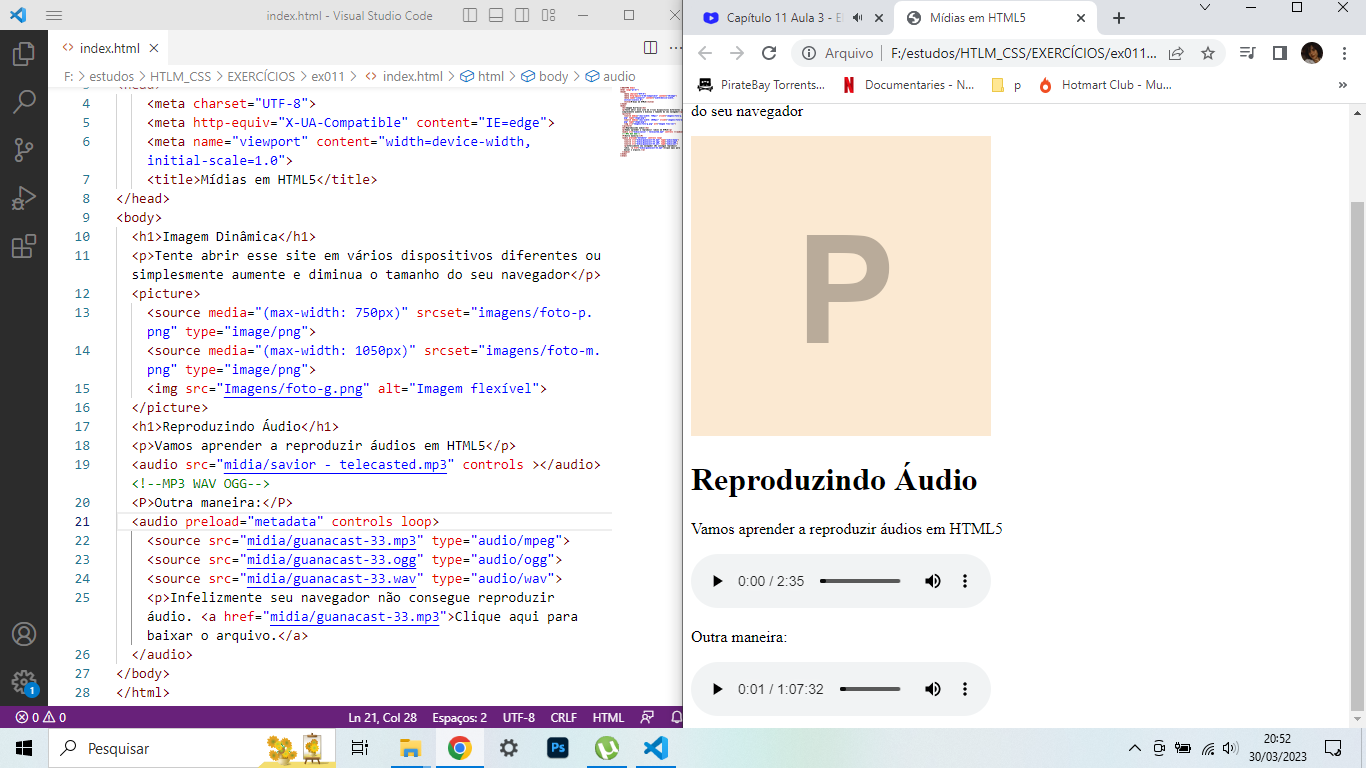 index.html - Visual Studio Code
index.html
F: > estudos > HTLM_CSS > EXERCÍCIOS > ex011 > index.html > html > body > audio
3 <head>
4 <meta charset="UTF-8">
5 <meta http-equiv="X-UA-Compatible" content="IE=edge">
6 <meta name="viewport" content="width=device-width,
initial-scale=1.0">
7 <title>Mídias em HTML5</title>
8 </head>
9 <body>
10 <h1>Imagem Dinâmica</h1>
11 <p>Tente abrir esse site em vários dispositivos diferentes ou
simplesmente aumente e diminua o tamanho do seu navegador</p>
12 <picture>
13 <source media="(max-width: 750px)" srcset="imagens/foto-p.
png" type="image/png">
14 <source media="(max-width: 1050px)" srcset="imagens/foto-m.
png" type="image/png">
15 <img src="Imagens/foto-g.png" alt="Imagem flexível">
16 </picture>
17 <h1>Reproduzindo Áudio</h1>
18 <p>Vamos aprender a reproduzir áudios em HTML5</p>
19 <audio src="midia/savior - telecasted.mp3" controls ></audio>
<!--MP3 WAV OGG-->
20 <P>Outra maneira:</P>
21 <audio preload="metadata" controls loop>
22 <source src="midia/guanacast-33.mp3" type="audio/mpeg">
23 <source src="midia/guanacast-33.ogg" type="audio/ogg">
24 <source src="midia/guanacast-33.wav" type="audio/wav">
25 <p>Infelizmente seu navegador não consegue reproduzir
áudio. <a href="midia/guanacast-33.mp3">Clique aqui para
baixar o arquivo.</a>
26 </audio>
27 </body>
28 </html>
1
0 0
Ln 21, Col 28 Espaços: 2 UTF-8 CRLF HTML
Capítulo 11 Aula 3 - E
Mídias em HTML5
Arquivo F:/estudos/HTLM_CSS/EXERCÍCIOS/ex011...
PirateBay Torrents... N Documentaries - N... p Hotmart Club - Mu... »
do seu navegador
P
Reproduzindo Áudio
Vamos aprender a reproduzir áudios em HTML5
0:00 / 2:35
Outra maneira:
0:01 / 1:07:32
Pesquisar
Ps
20:52
30/03/2023